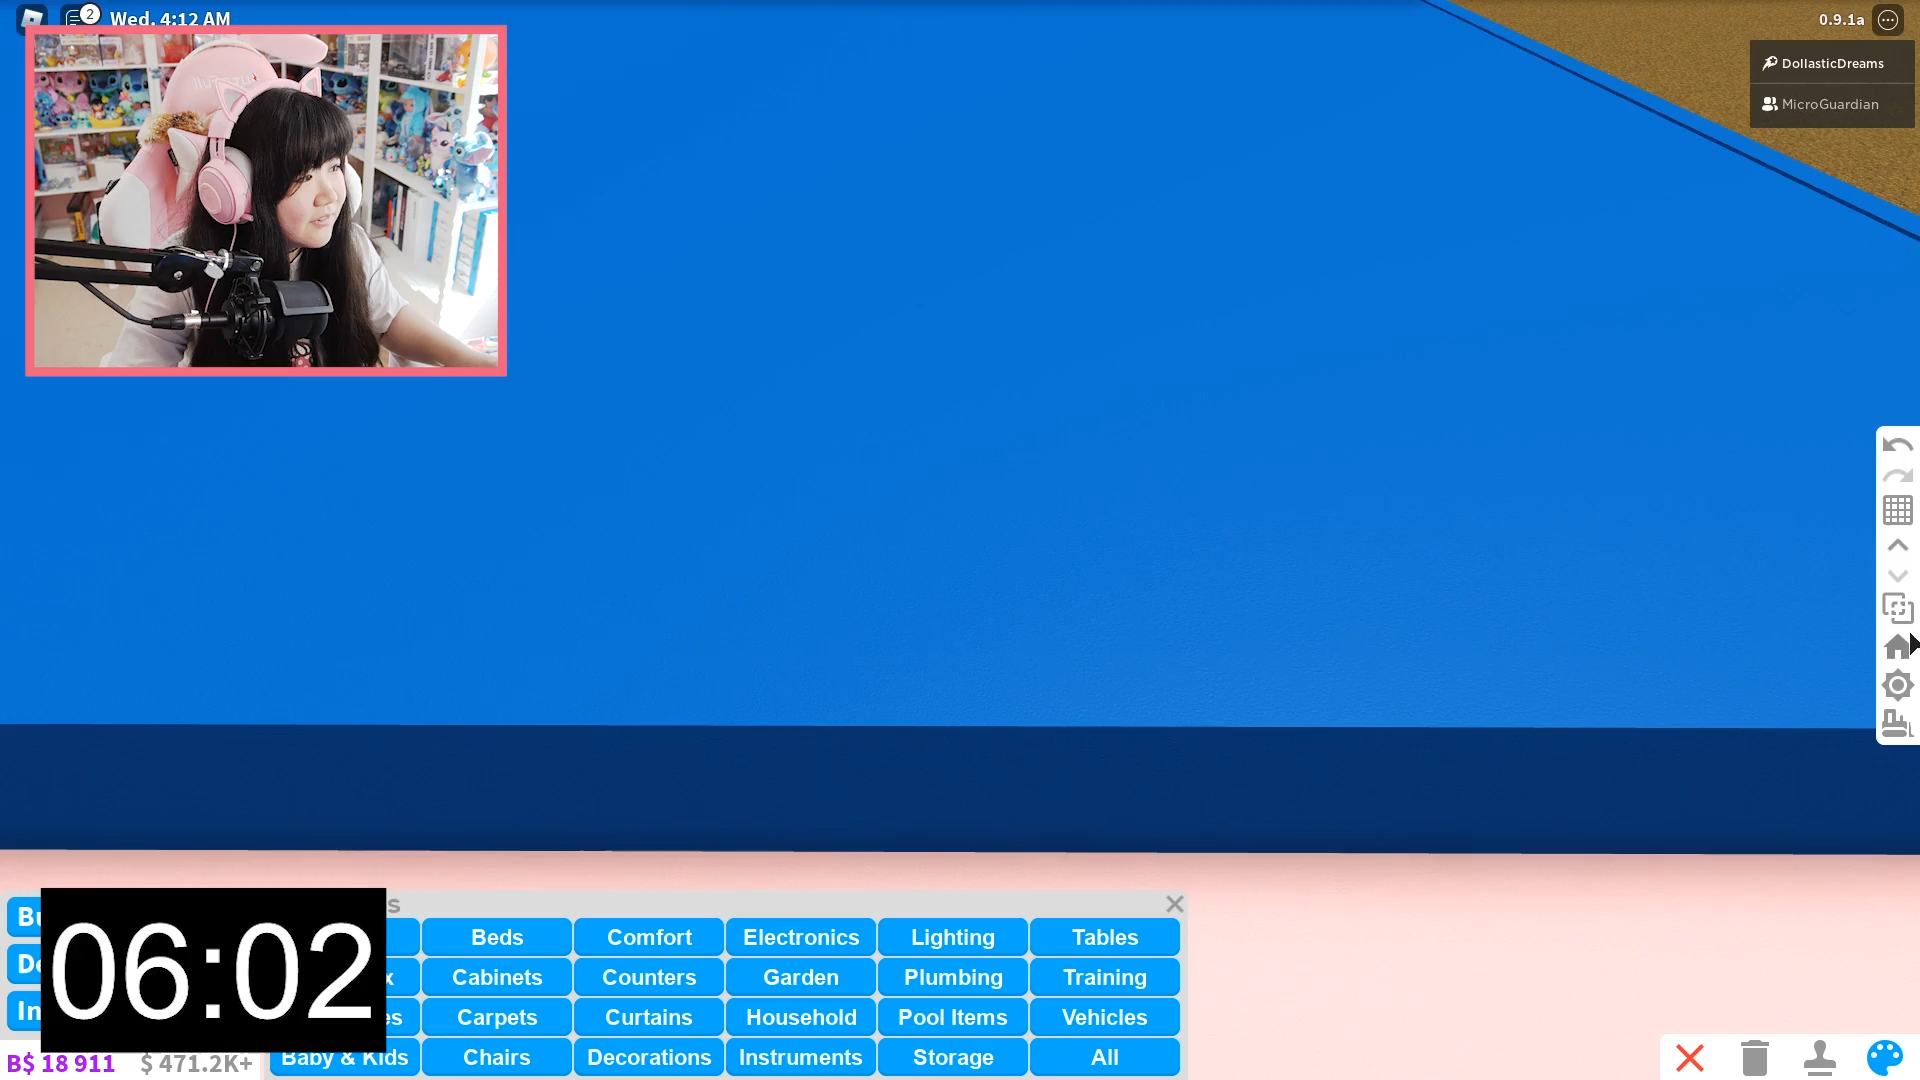 2
Wed. 4:12 AM
0.9.1a
DollasticDreams
MicroGuardian
06:02
Beds
Comfort
Electronics
Lighting
Tables
Cabinets
Counters
Garden
Plumbing
Training
Carpets
Curtains
Household
Pool Items
Vehicles
Baby & Kids
Chairs
Decorations
Instruments
Storage
All
B$ 18 911
$ 471.2K+